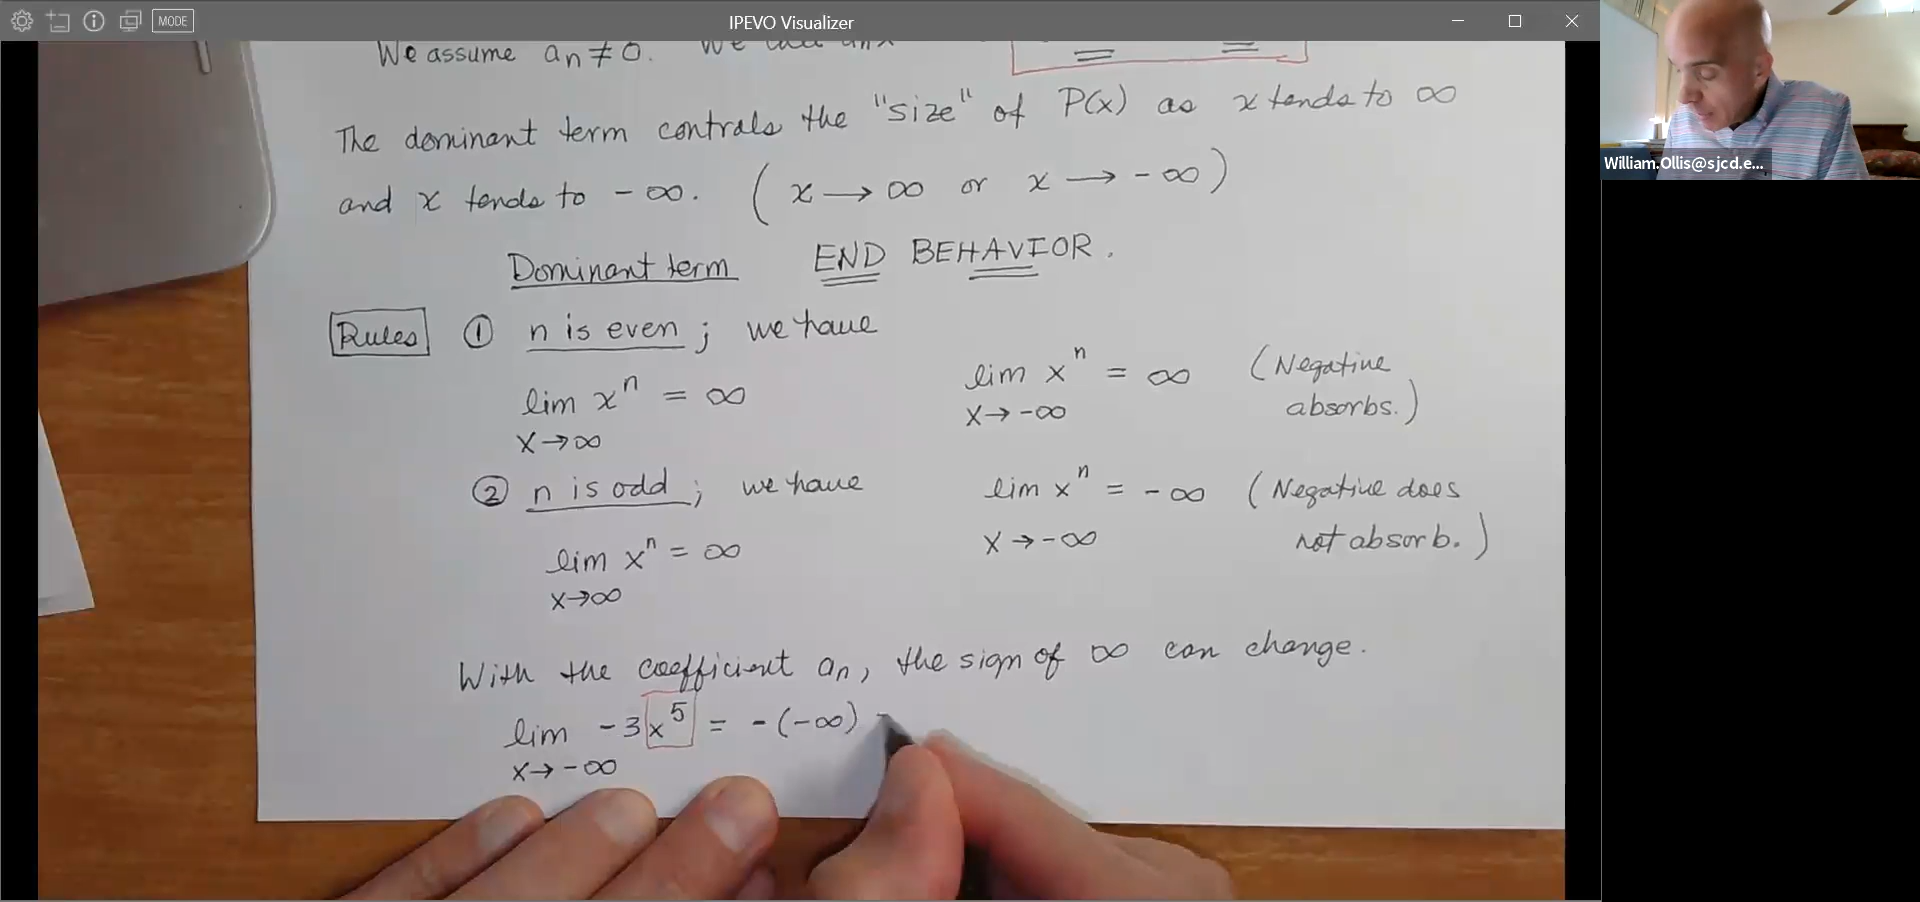 MODE
IPEVO Visualizer
William.Ollis@sjcd.e...
We assume an ≠ 0. We call anx
The dominant term controls the "size" of P(x) as x tends to ∞
and x tends to - ∞. ( x → ∞ or x → - ∞ )
Dominant term END BEHAVIOR.
Rules ① n is even ; we have
lim xⁿ = ∞ lim xⁿ = ∞ (Negative
x → ∞ x → -∞ absorbs.)
② n is odd ; we have lim xⁿ = - ∞ (Negative does
lim xⁿ = ∞ x → -∞ not absorb.)
x → ∞
With the coefficient an, the sign of ∞ can change.
lim -3x⁵ = - (-∞)
x → -∞